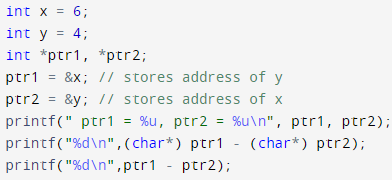 int x = 6;
int y = 4;
int *ptr1, *ptr2;
ptr1 = &x; // stores address of y
ptr2 = &y; // stores address of x
printf(" ptr1 = %u, ptr2 = %u\n", ptr1, ptr2);
printf("%d\n",(char*) ptr1 - (char*) ptr2);
printf("%d\n",ptr1 - ptr2);